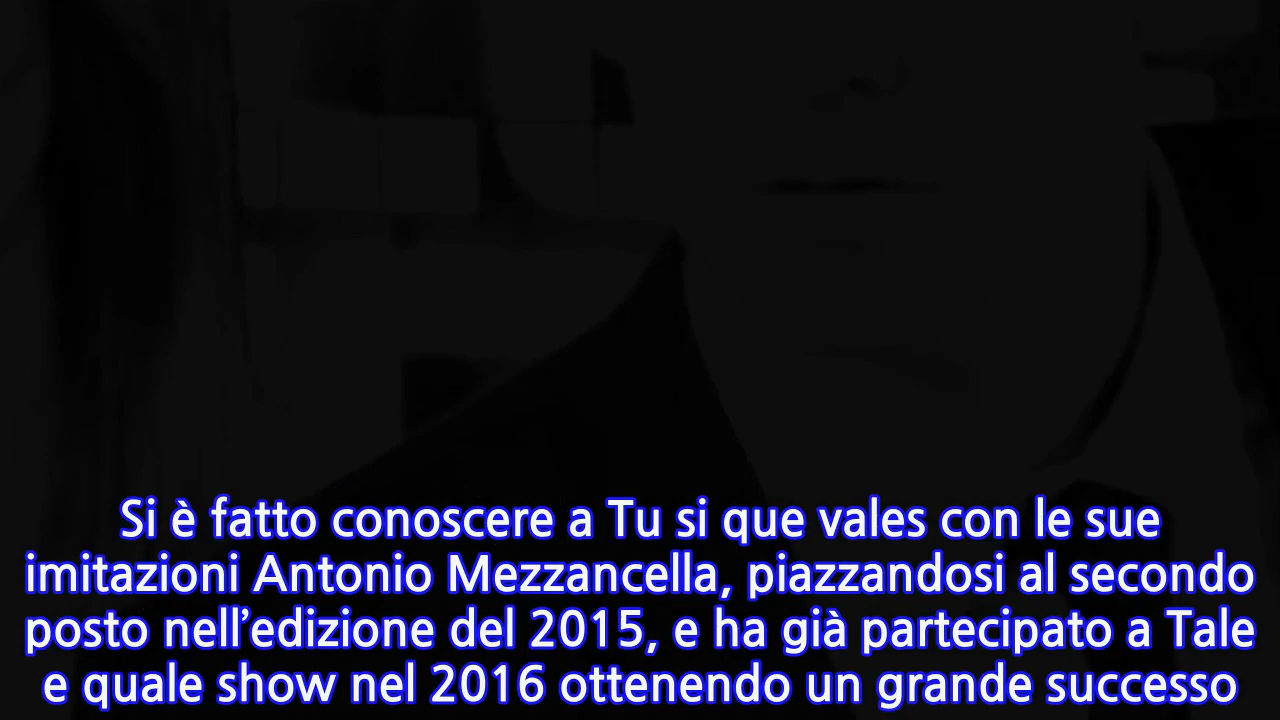 Si è fatto conoscere a Tu si que vales con le sue
imitazioni Antonio Mezzancella, piazzandosi al secondo
posto nell’edizione del 2015, e ha già partecipato a Tale
e quale show nel 2016 ottenendo un grande successo